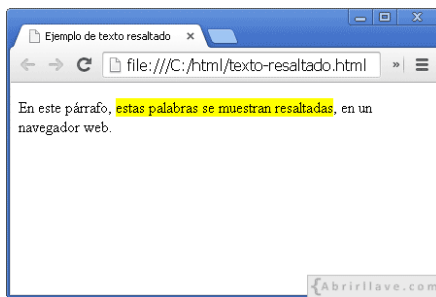 Ejemplo de texto resaltado
file:///C:/html/texto-resaltado.html
En este párrafo, estas palabras se muestran resaltadas, en un
navegador web.
{Abrirllave.com